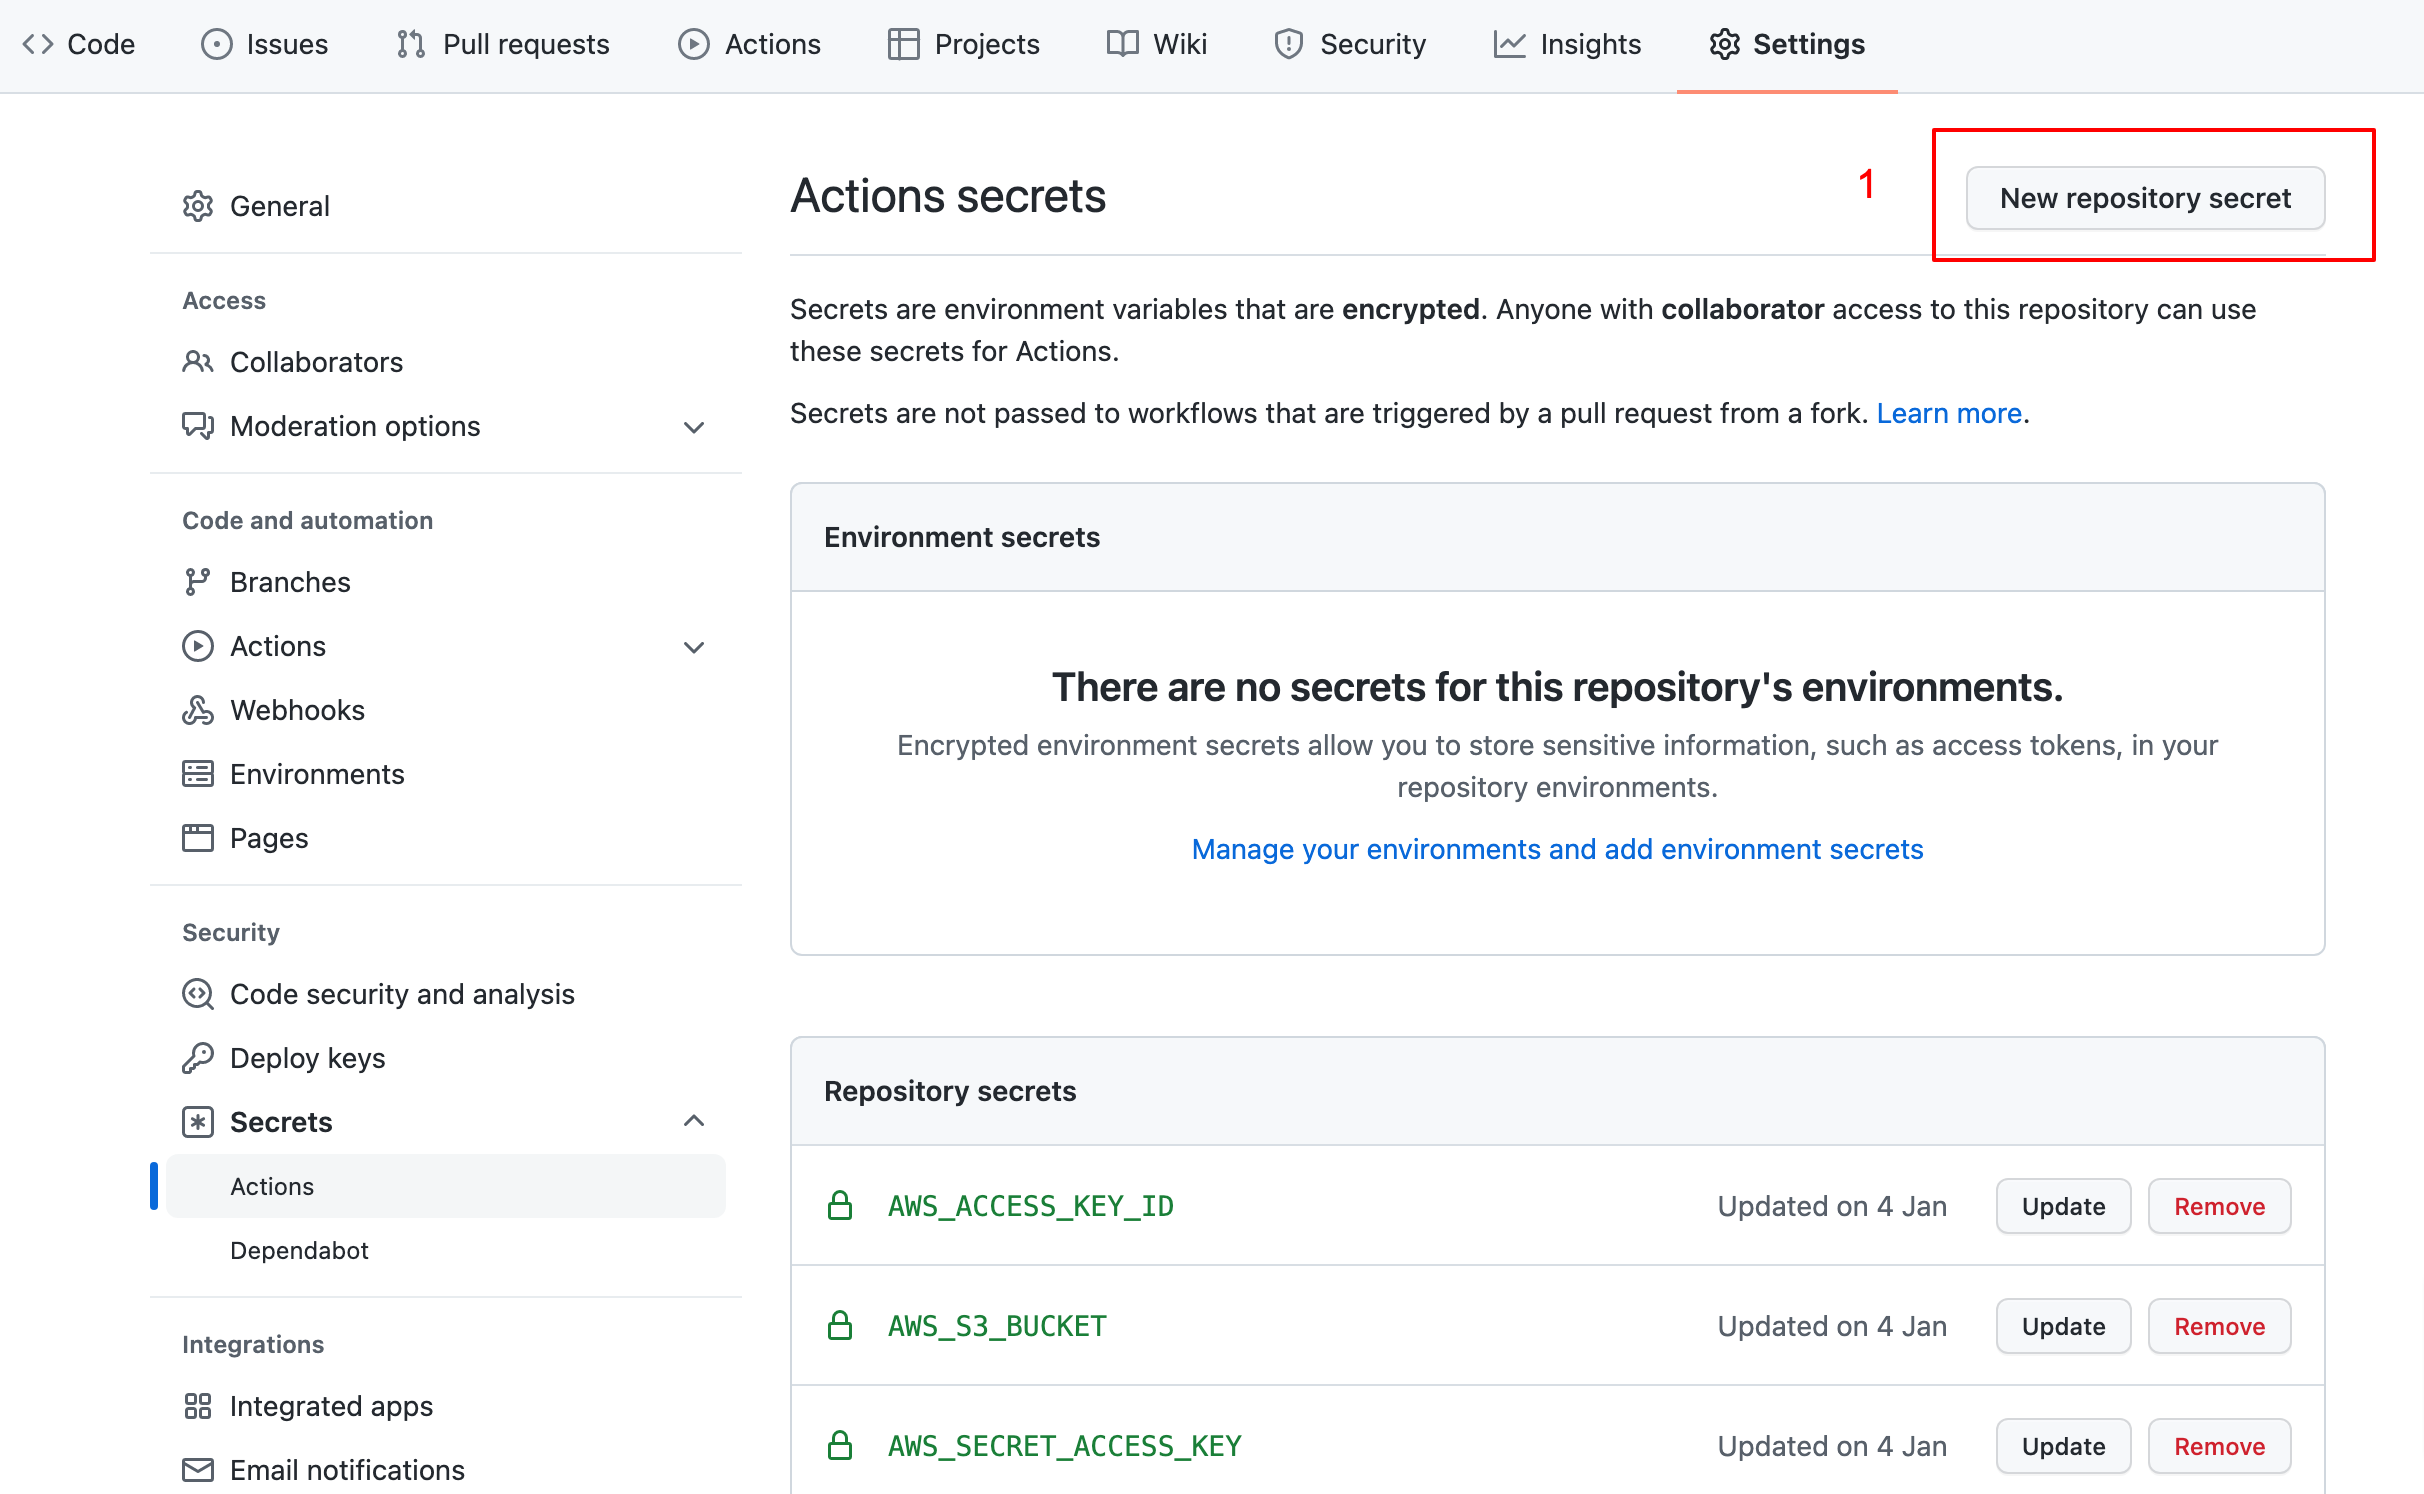 Code Issues Pull requests Actions Projects Wiki Security Insights Settings
General
Access
Collaborators
Moderation options
Code and automation
Branches
Actions
Webhooks
Environments
Pages
Security
Code security and analysis
Deploy keys
Secrets
Actions
Dependabot
Integrations
Integrated apps
Email notifications
Actions secrets
1
New repository secret
Secrets are environment variables that are encrypted. Anyone with collaborator access to this repository can use
these secrets for Actions.
Secrets are not passed to workflows that are triggered by a pull request from a fork. Learn more.
Environment secrets
There are no secrets for this repository's environments.
Encrypted environment secrets allow you to store sensitive information, such as access tokens, in your
repository environments.
Manage your environments and add environment secrets
Repository secrets
AWS_ACCESS_KEY_ID Updated on 4 Jan Update Remove
AWS_S3_BUCKET Updated on 4 Jan Update Remove
AWS_SECRET_ACCESS_KEY Updated on 4 Jan Update Remove